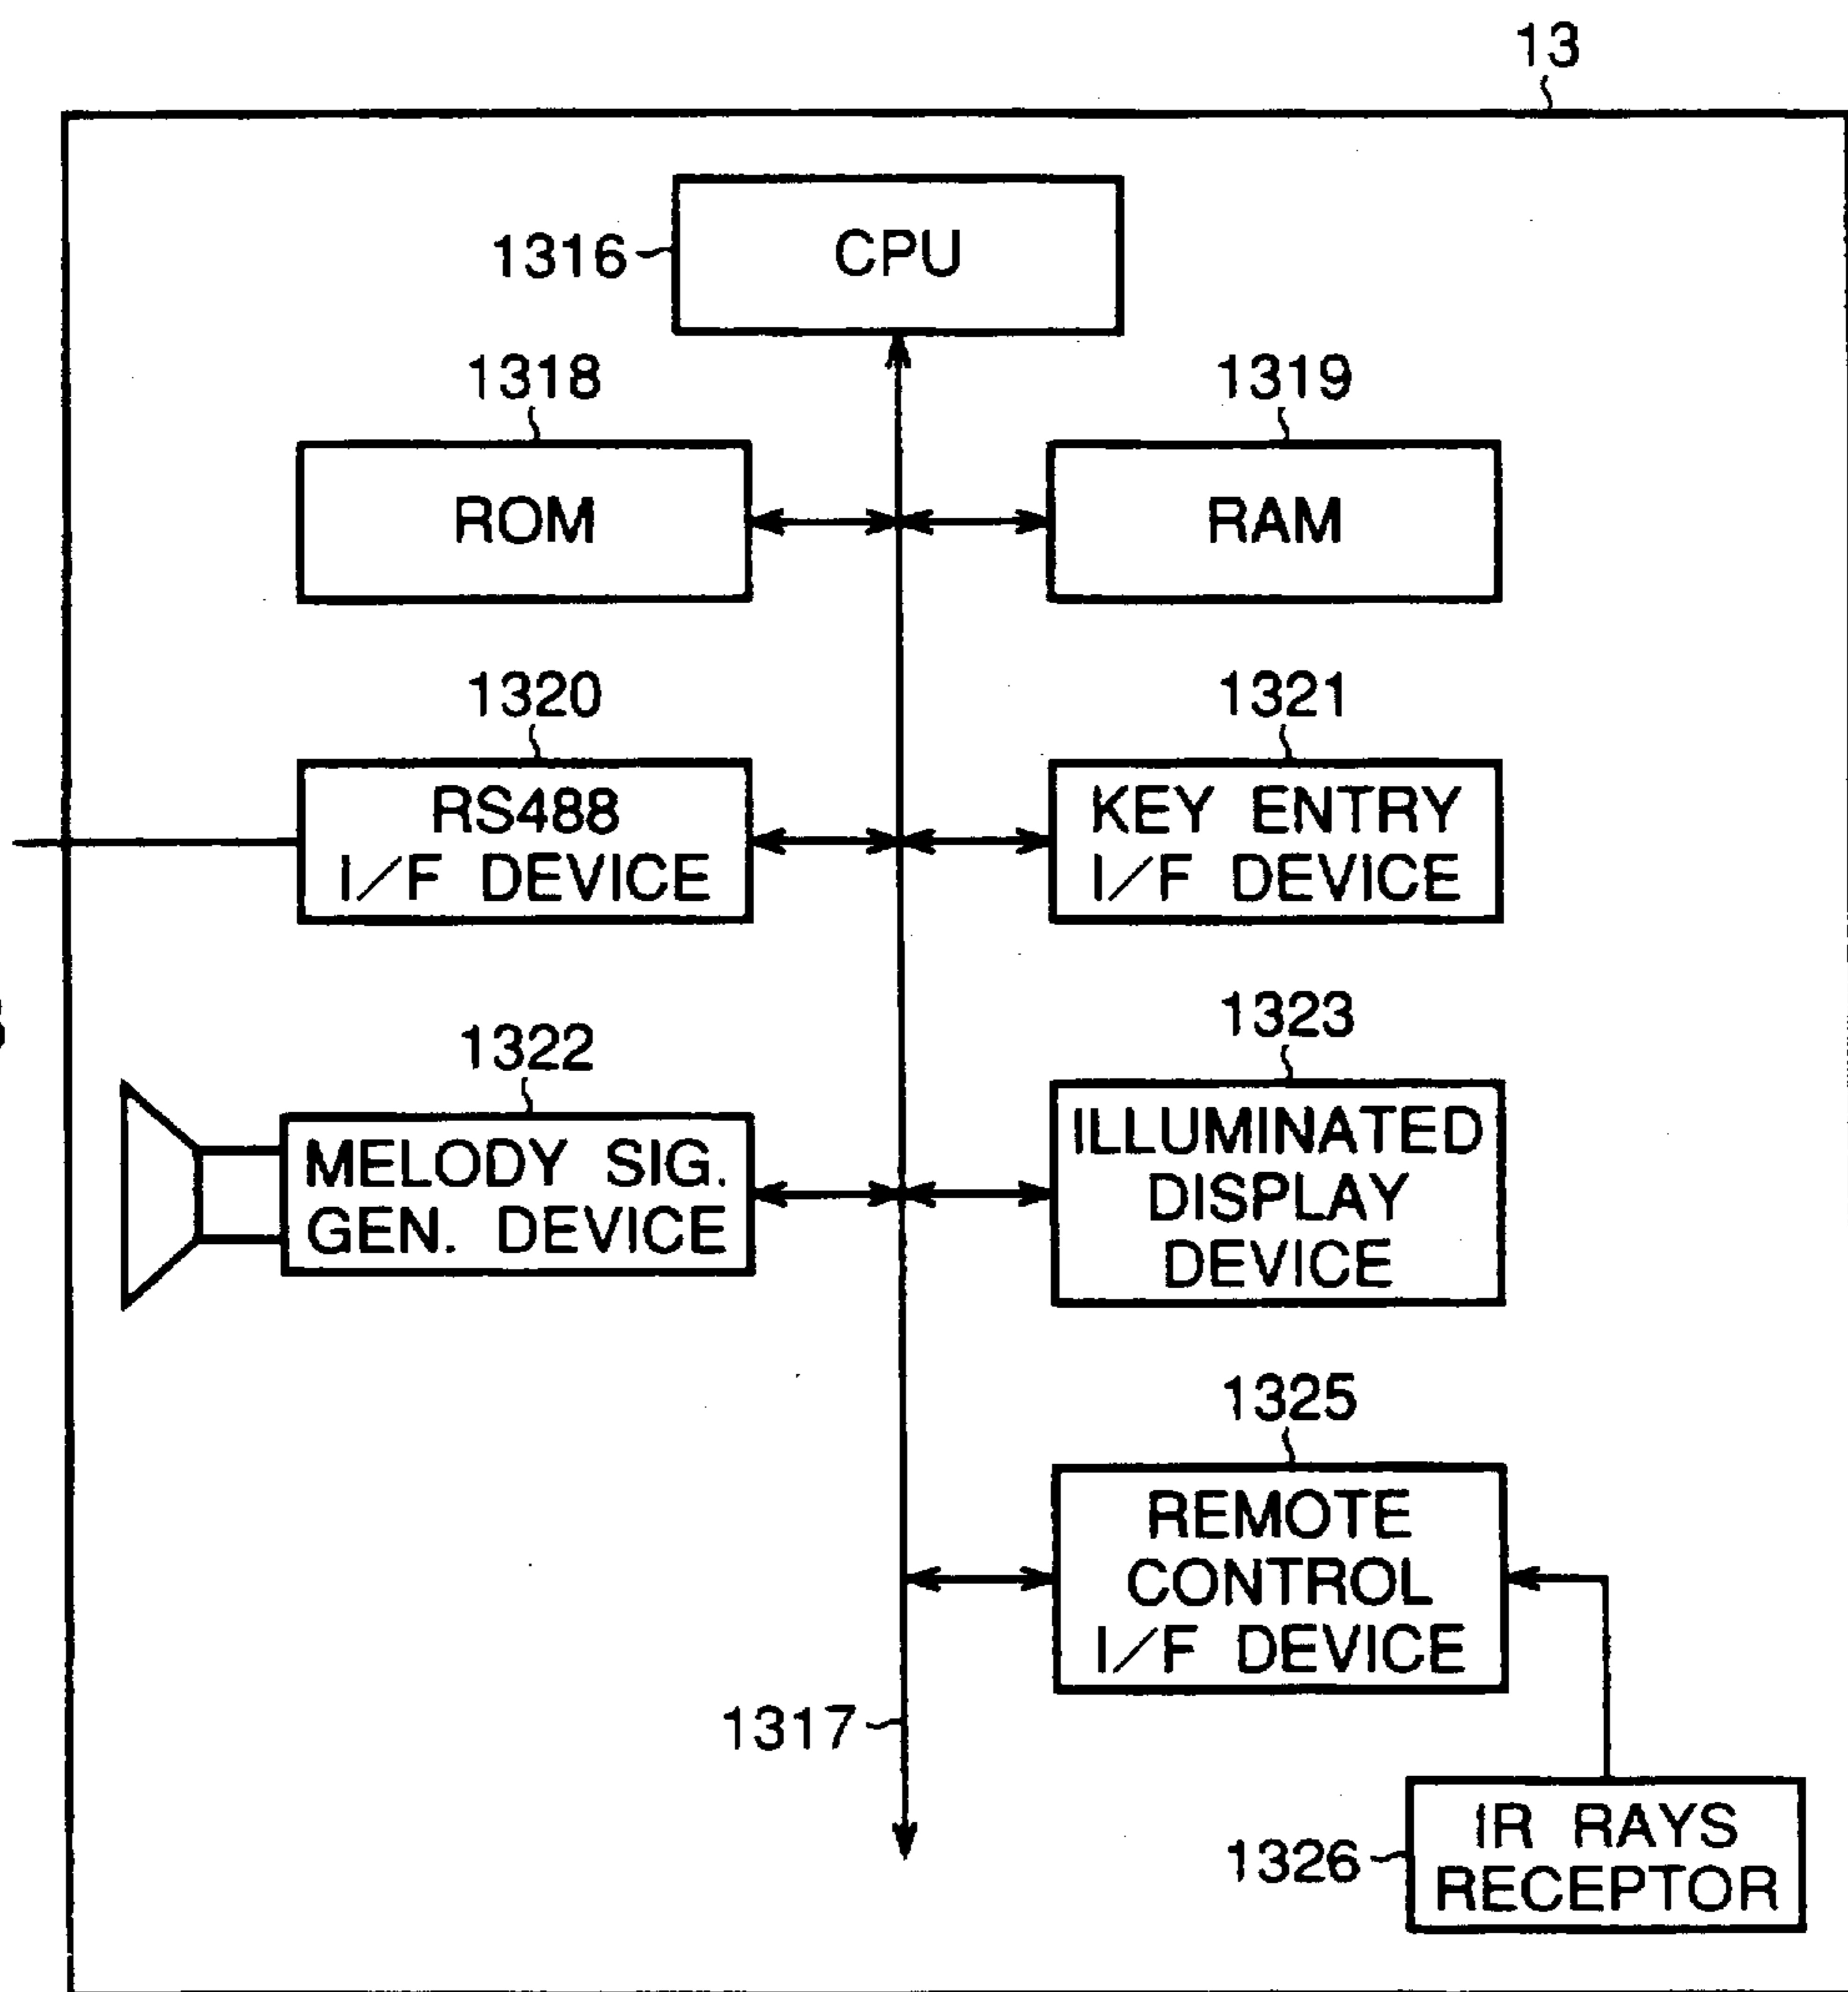 13
1316
CPU
1318
1319
ROM
RAM
1320
1321
RS488
I/F DEVICE
KEY ENTRY
I/F DEVICE
1322
1323
MELODY SIG.
GEN. DEVICE
ILLUMINATED
DISPLAY
DEVICE
1325
REMOTE
CONTROL
I/F DEVICE
1317
1326
IR RAYS
RECEPTOR